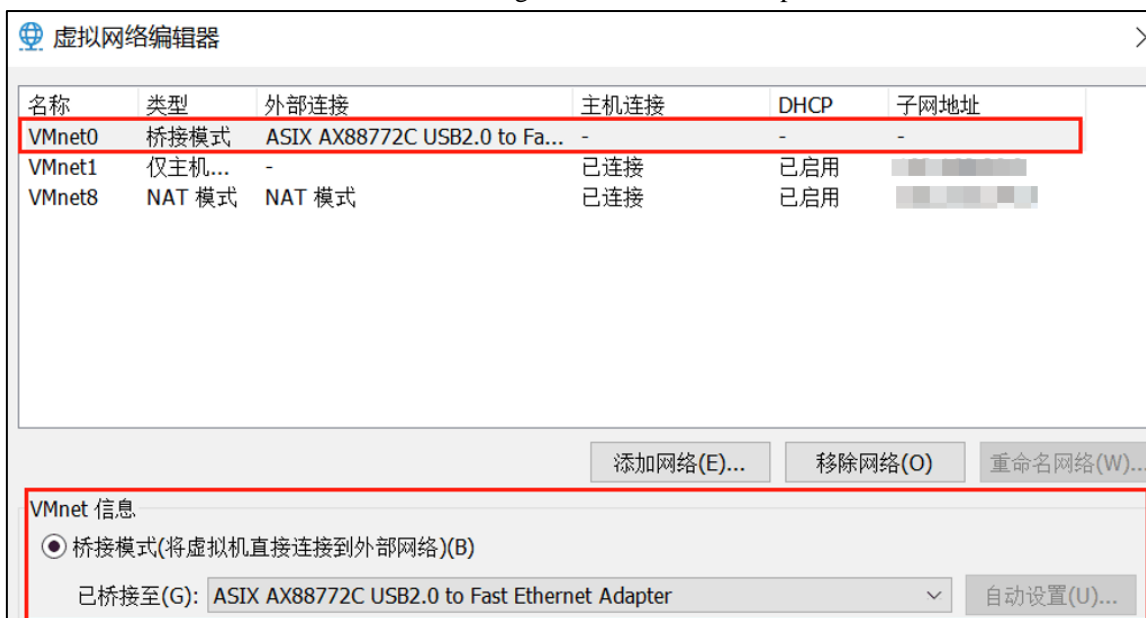 虚拟网络编辑器
名称 类型 外部连接 主机连接 DHCP 子网地址
VMnet0 桥接模式 ASIX AX88772C USB2.0 to Fa... - - -
VMnet1 仅主机... - 已连接 已启用
VMnet8 NAT 模式 NAT 模式 已连接 已启用
添加网络(E)... 移除网络(O) 重命名网络(W)...
VMnet 信息
桥接模式(将虚拟机直接连接到外部网络)(B)
已桥接至(G): ASIX AX88772C USB2.0 to Fast Ethernet Adapter 自动设置(U)...